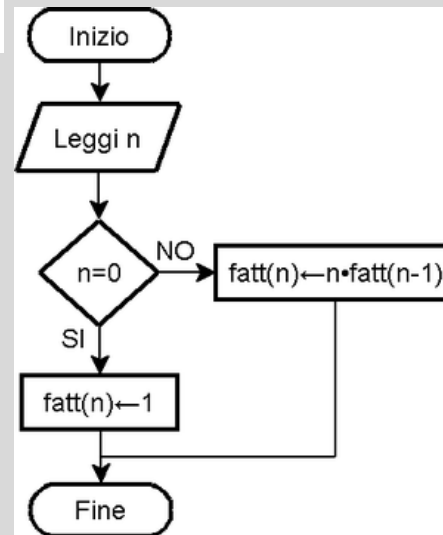 Inizio
Leggi n
n=0
NO
fatt(n)←n•fatt(n-1)
SI
fatt(n)←1
Fine